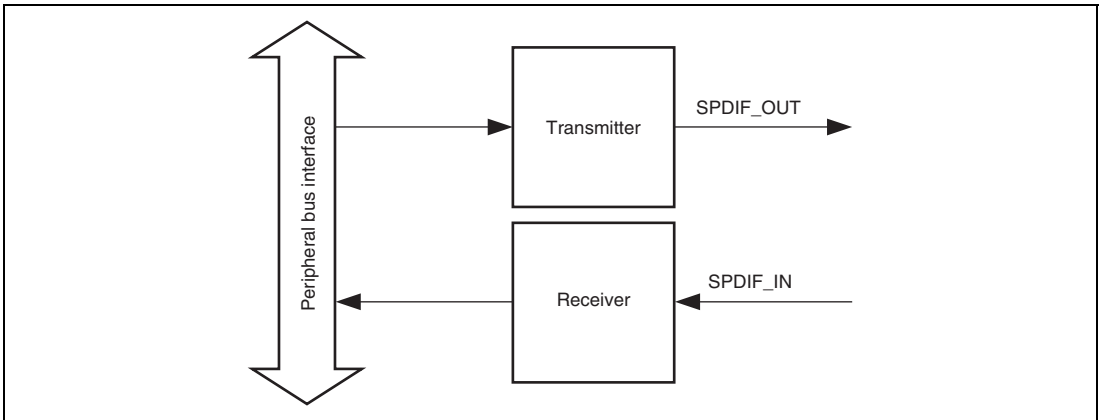 Peripheral bus interface
Transmitter
SPDIF_OUT
Receiver
SPDIF_IN